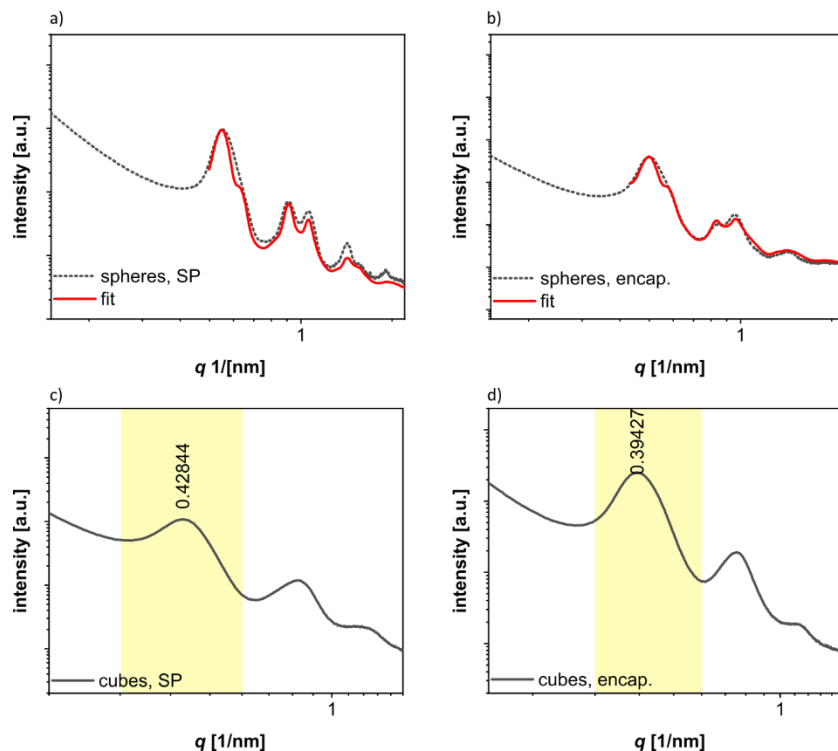 a)
intensity [a.u.]
spheres, SP
fit
1
q 1/[nm]
b)
intensity [a.u.]
spheres, encap.
fit
1
q [1/nm]
c)
intensity [a.u.]
0.42844
cubes, SP
1
q [1/nm]
d)
intensity [a.u.]
0.39427
cubes, encap.
1
q [1/nm]